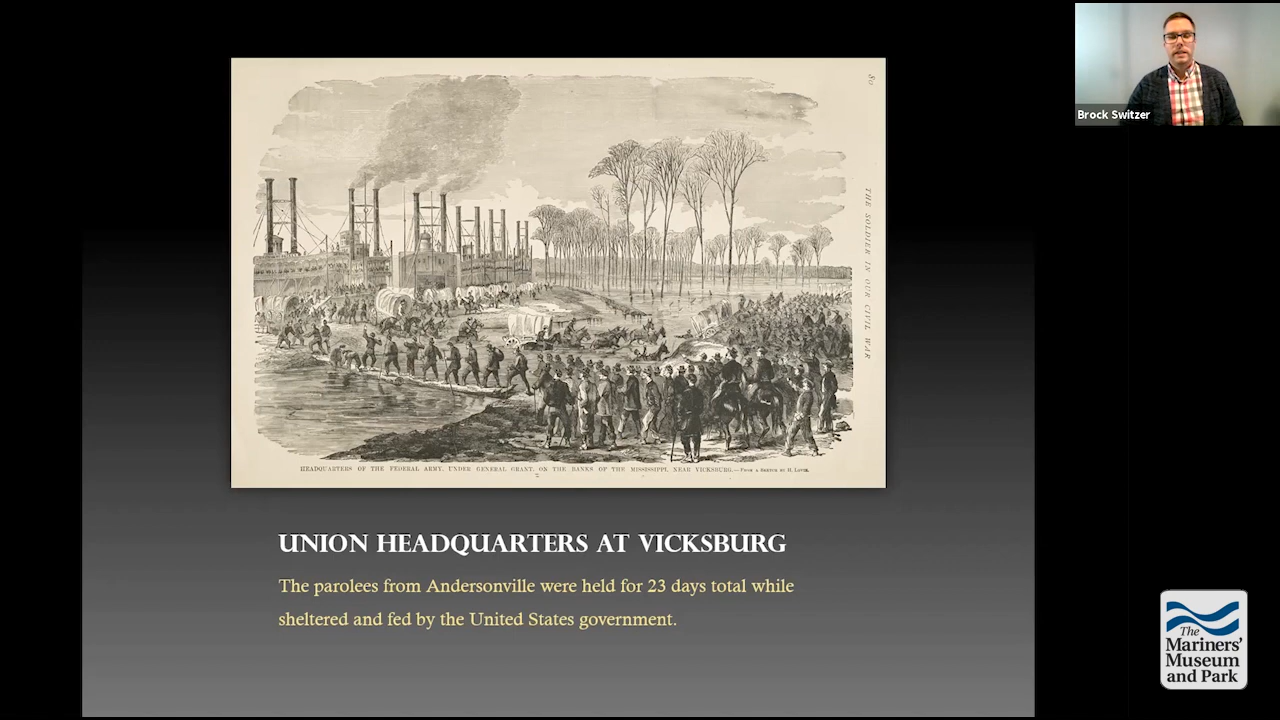 Brock Switzer
80
THE SOLDIER IN OUR CIVIL WAR
HEADQUARTERS OF THE FEDERAL ARMY, UNDER GENERAL GRANT, ON THE BANKS OF THE MISSISSIPPI, NEAR VICKSBURG.—FROM A SKETCH BY H. LOVIE.
UNION HEADQUARTERS AT VICKSBURG
The parolees from Andersonville were held for 23 days total while
sheltered and fed by the United States government.
The
Mariners'
Museum
and Park